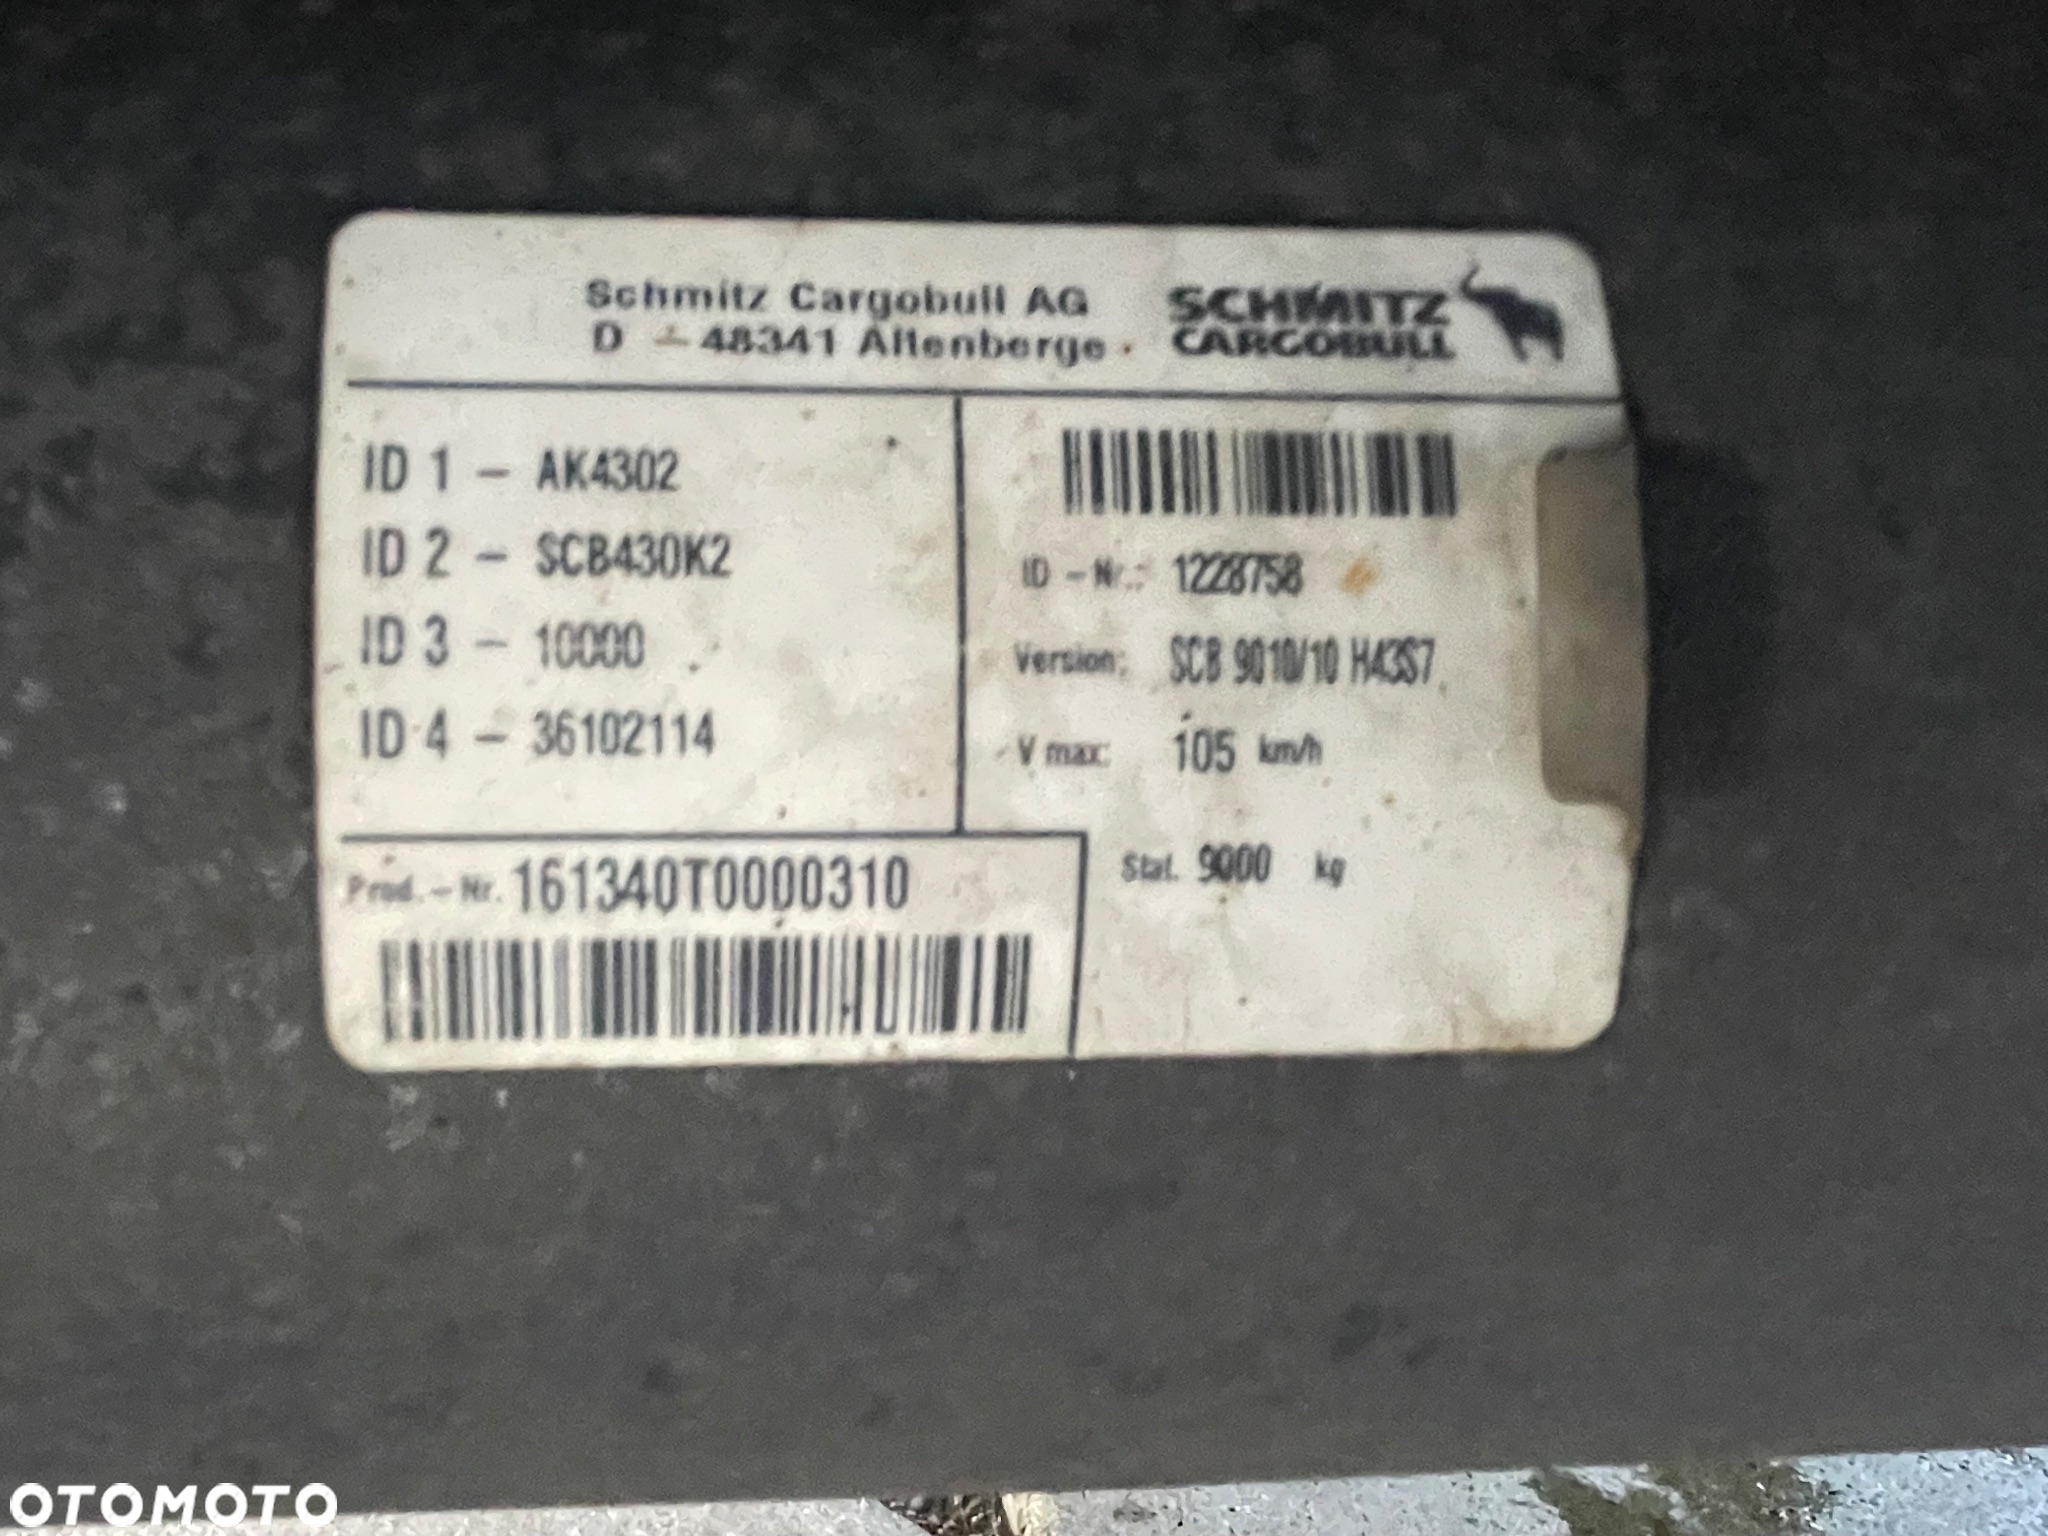 Schmitz Cargobull AG
D - 48341 Altenberge
SCHMITZ
CARGOBULL
ID 1 - AK4302
ID 2 - SCB430K2
ID 3 - 10000
ID 4 - 36102114
ID - Nr.: 1228758
Version: SCB 9010/10 H43S7
V max: 105 km/h
Stat. 9000 kg
Prod.-Nr. 161340T0000310
OTOMOTO